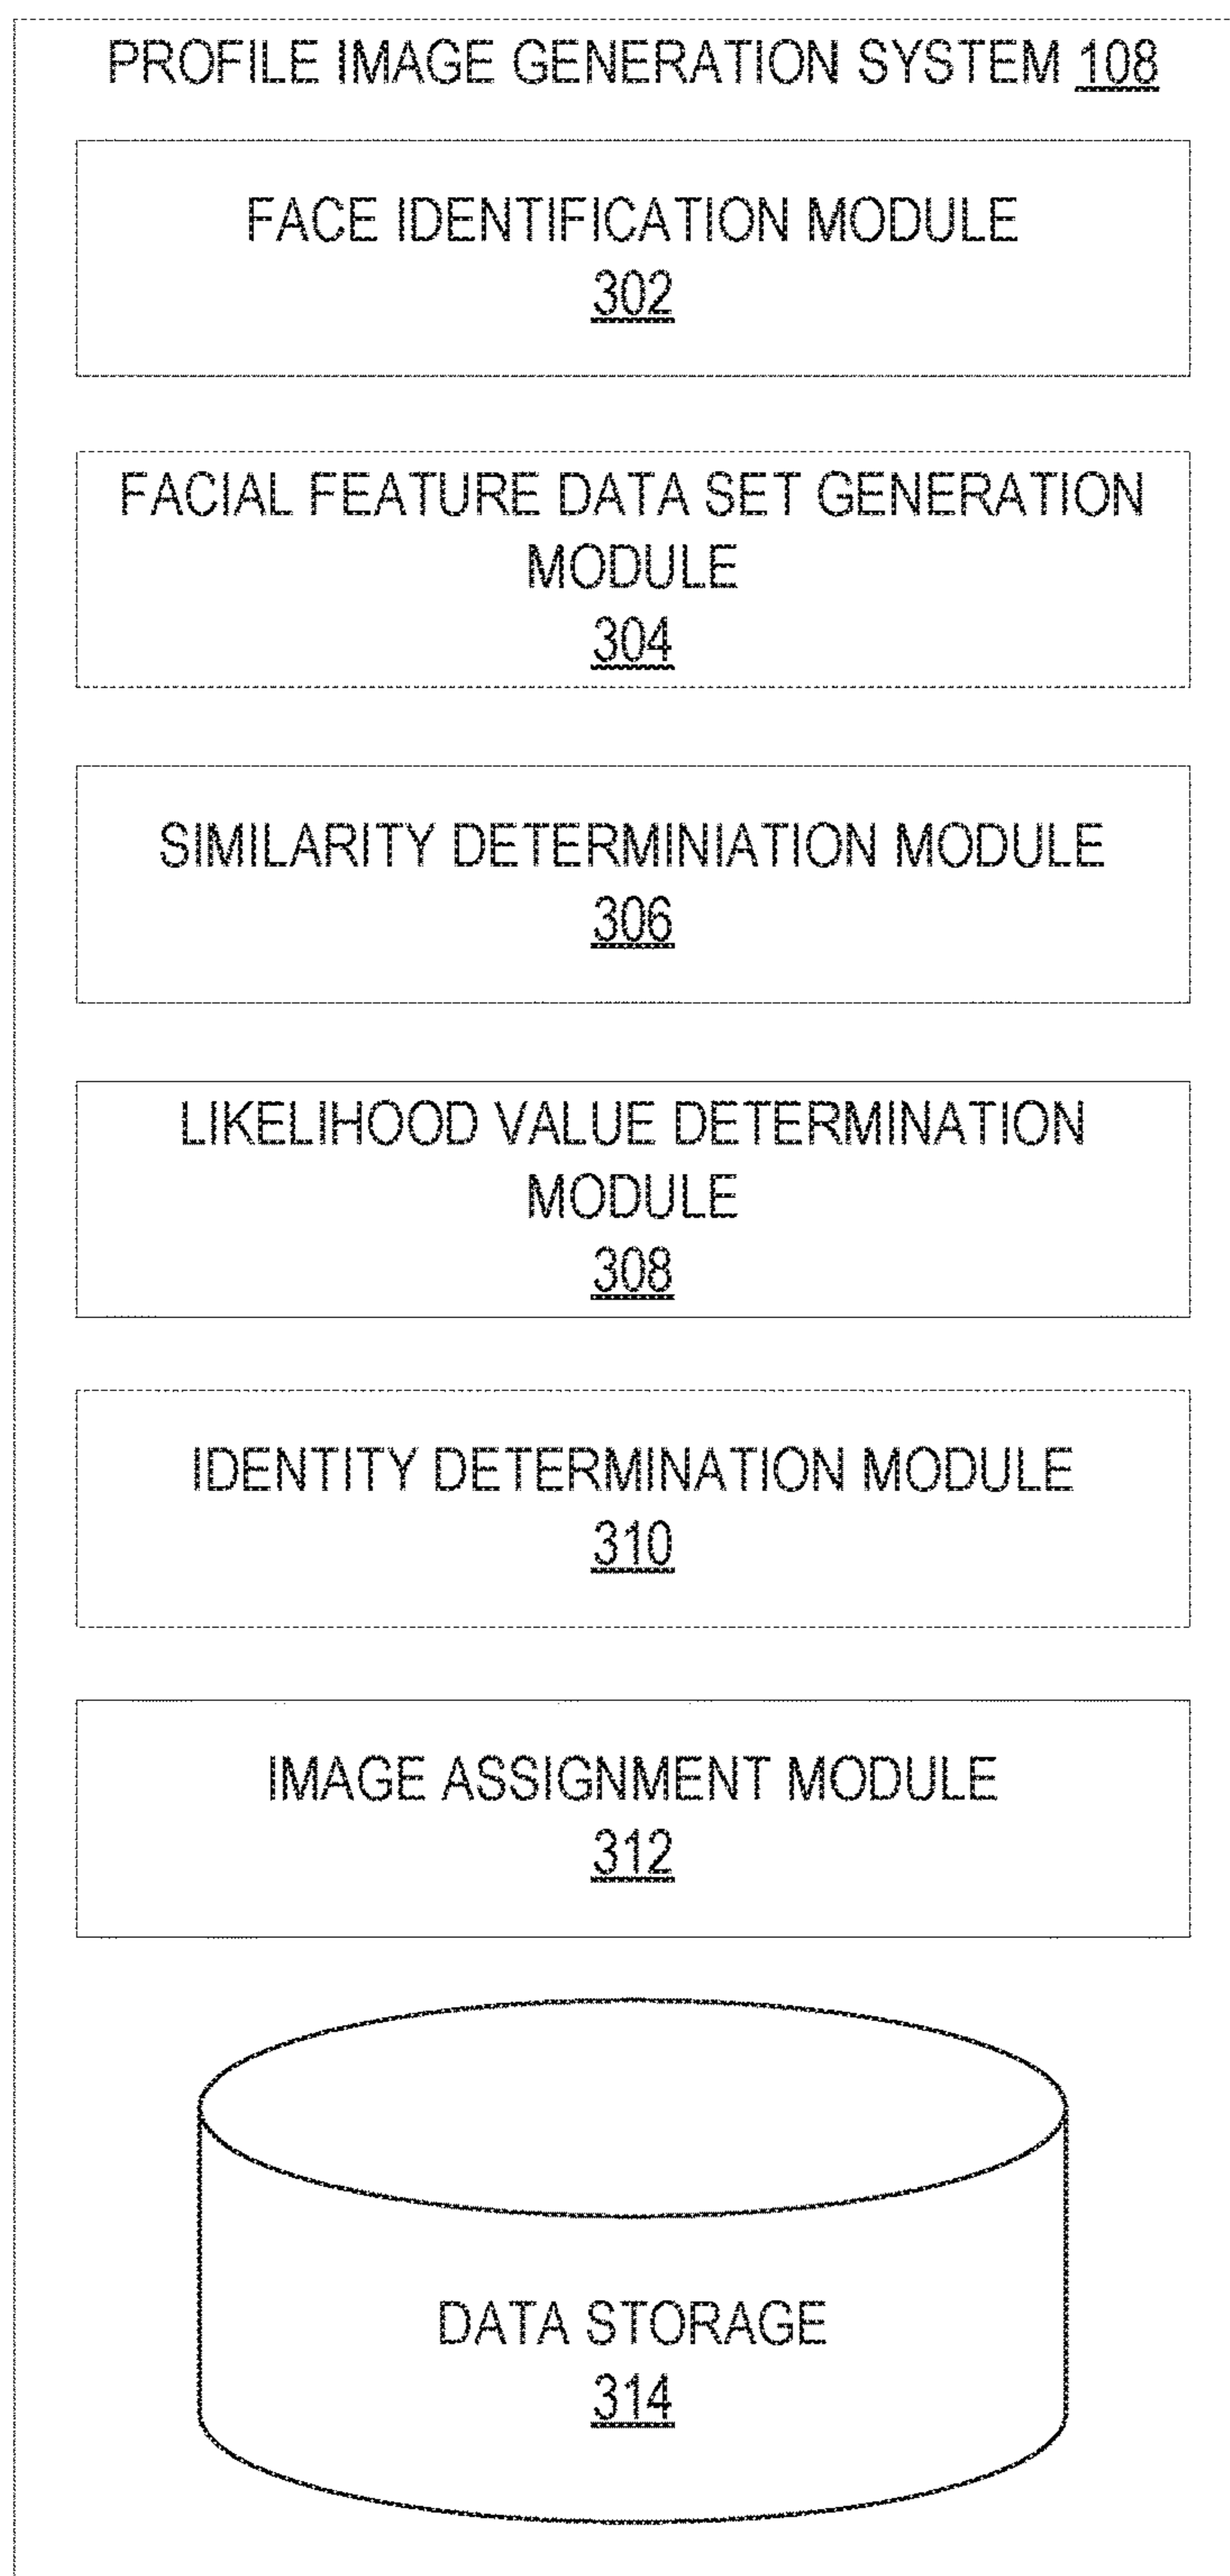 PROFILE IMAGE GENERATION SYSTEM 108
FACE IDENTIFICATION MODULE
302
FACIAL FEATURE DATA SET GENERATION
MODULE
304
SIMILARITY DETERMINIATION MODULE
306
LIKELIHOOD VALUE DETERMINATION
MODULE
308
IDENTITY DETERMINATION MODULE
310
IMAGE ASSIGNMENT MODULE
312
DATA STORAGE
314